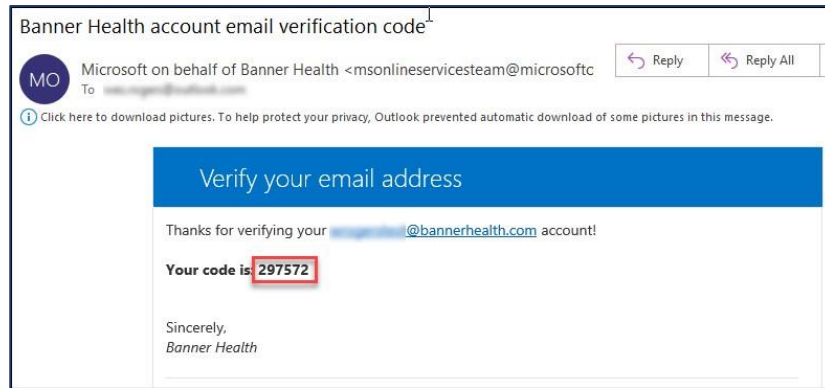 Banner Health account email verification code
MO
Microsoft on behalf of Banner Health <msonlineservicesteam@microsoftc
Reply
Reply All
To
Click here to download pictures. To help protect your privacy, Outlook prevented automatic download of some pictures in this message.
Verify your email address
Thanks for verifying your @bannerhealth.com account!
Your code is: 297572
Sincerely,
Banner Health